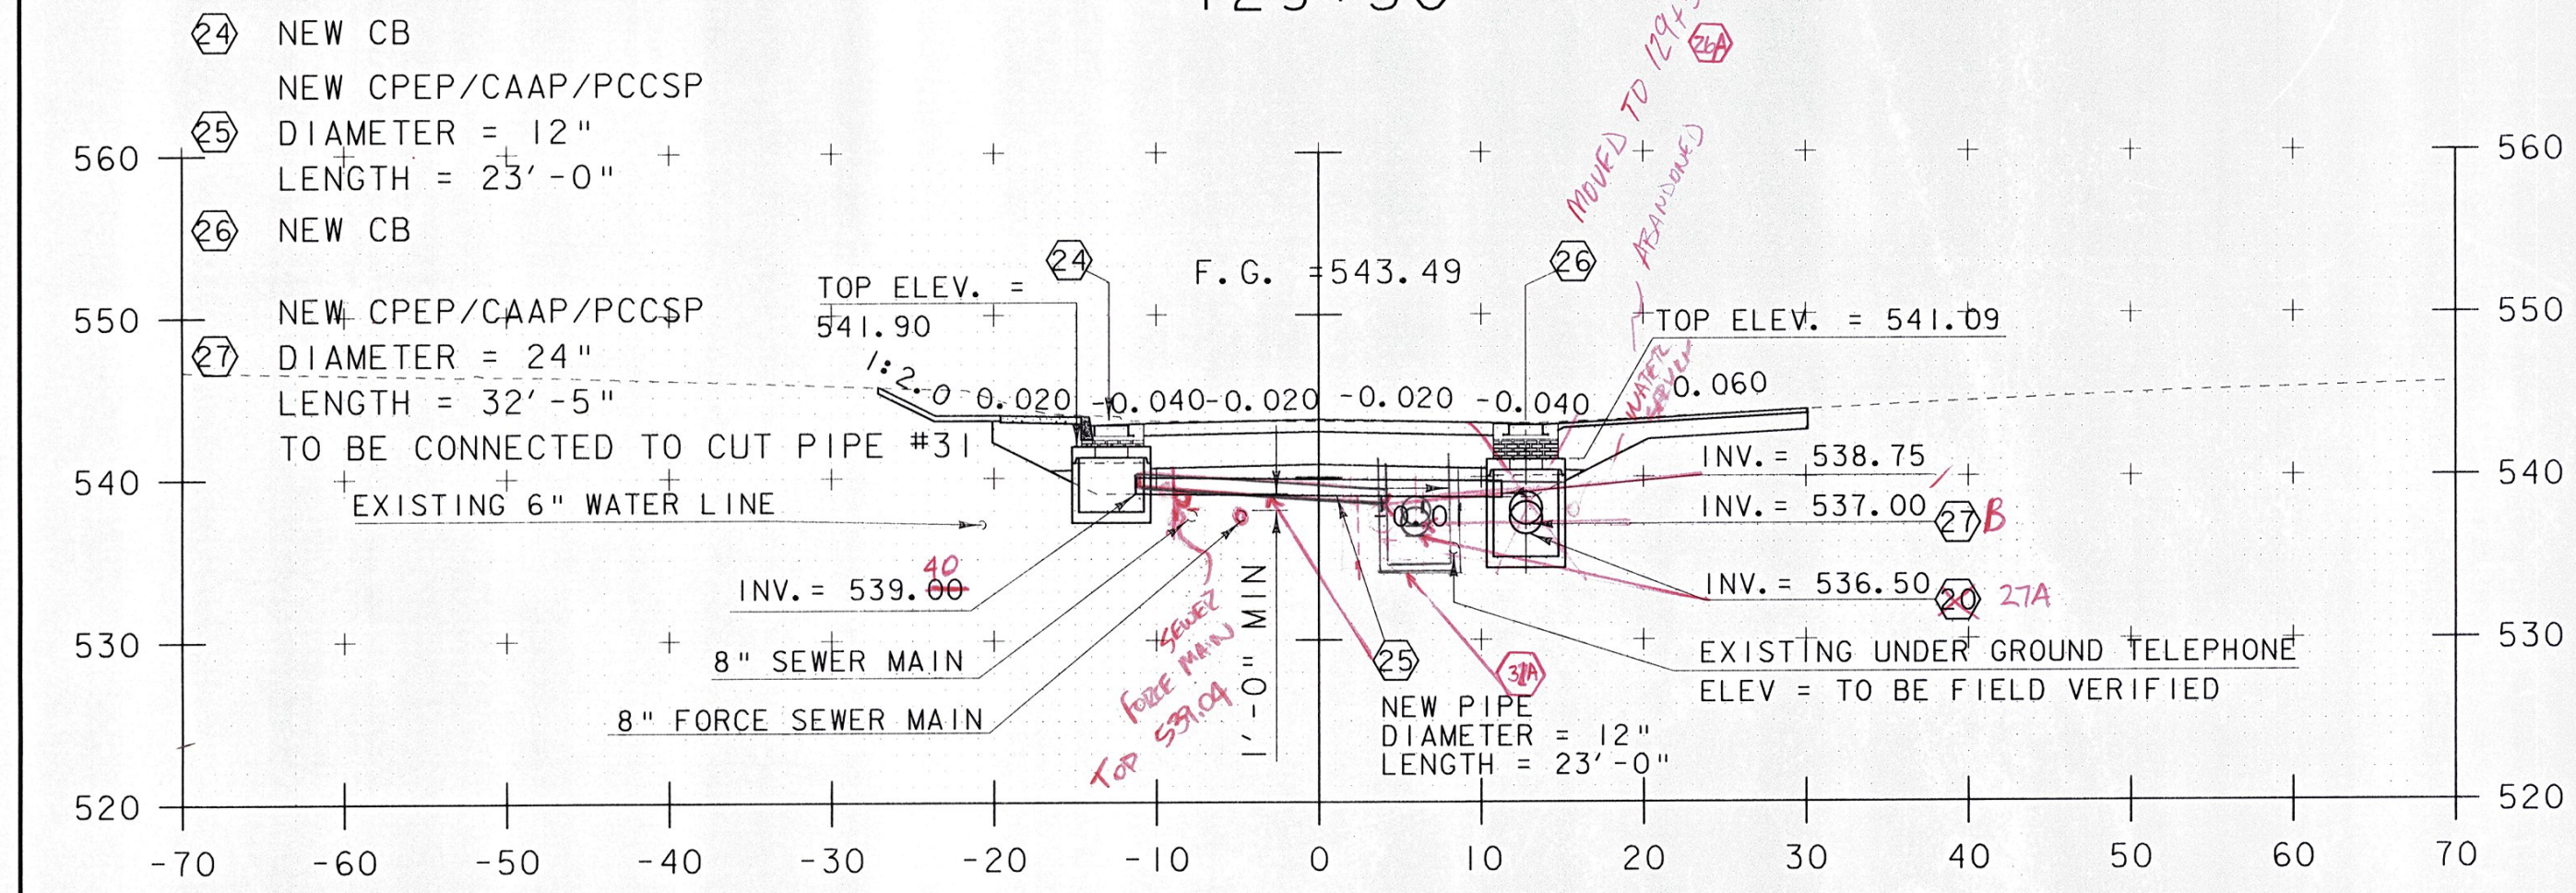 24 NEW CB
NEW CPEP/CAAP/PCCSP
25 DIAMETER = 12"
LENGTH = 23'-0"
26 NEW CB
NEW CPEP/CAAP/PCCSP
27 DIAMETER = 24"
LENGTH = 32'-5"
TO BE CONNECTED TO CUT PIPE #31
MOVED TO 129+
26A
ABANDONED
WATER
560
560
550
550
540
540
530
530
520
520
24
F.G. =543.49
26
TOP ELEV. =
541.90
TOP ELEV. = 541.09
1:2.0
0.020
-0.040
-0.020
-0.020
-0.040
0.060
EXISTING 6" WATER LINE
INV. = 538.75
INV. = 537.00 27 B
INV. = 536.50 20 27A
40
INV. = 539.00
8" SEWER MAIN
8" FORCE SEWER MAIN
SEWER
FORCE MAIN
TOP 539.04
1'-0" MIN
25
31A
NEW PIPE
DIAMETER = 12"
LENGTH = 23'-0"
EXISTING UNDER GROUND TELEPHONE
ELEV = TO BE FIELD VERIFIED
-70 -60 -50 -40 -30 -20 -10 0 10 20 30 40 50 60 70